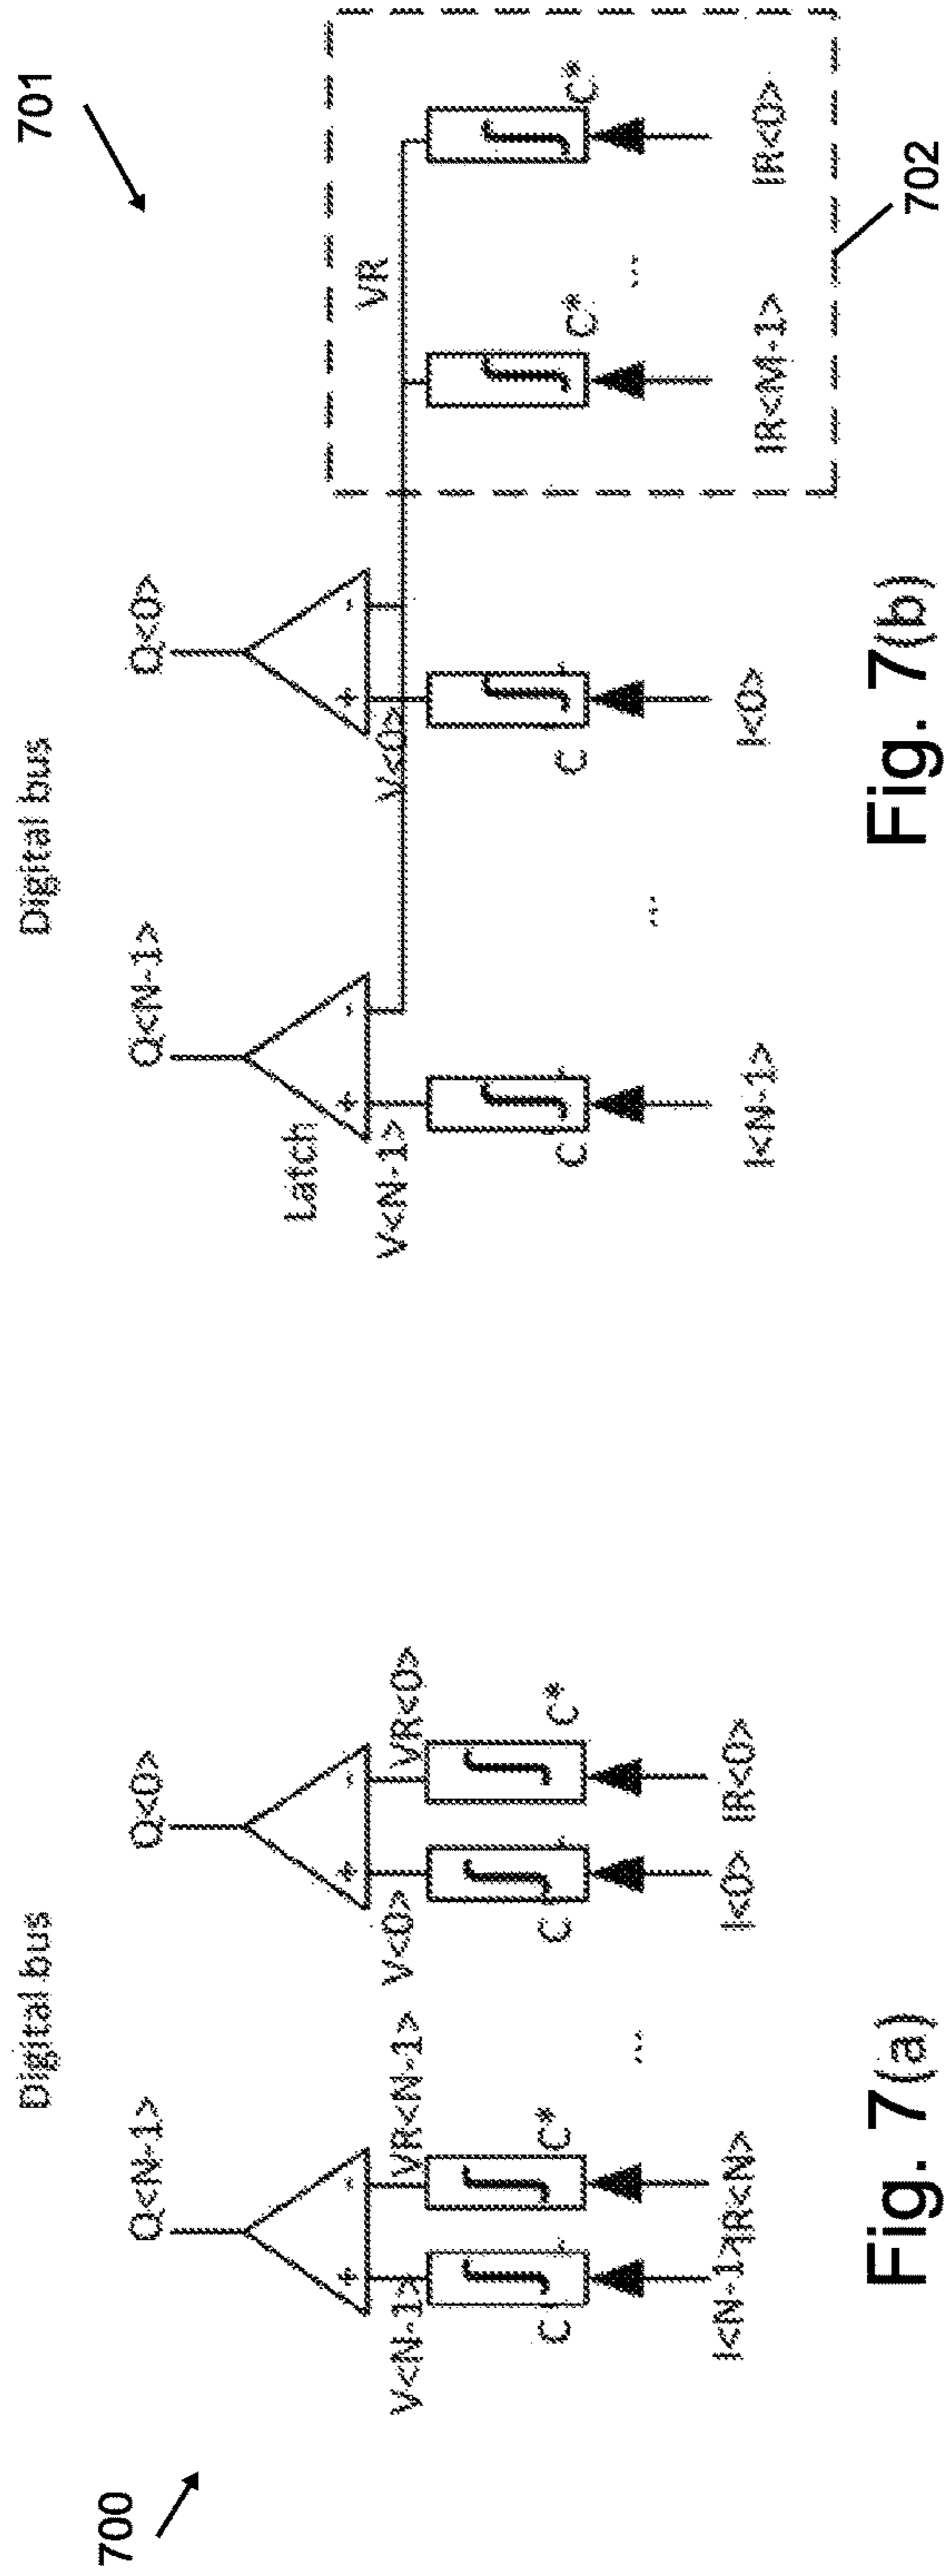 700
Digital bus
Q<N-1>
Q<0>
+
-
+
-
V<N-1>
VR<N-1>
V<0>
VR<0>
C
C*
C
C*
...
I<N-1>
IR<N>
I<0>
IR<0>
Fig. 7(a)
701
Digital bus
Q<N-1>
Q<0>
Latch
+
-
+
-
V<N-1>
V<0>
VR
C
C
C*
C*
...
...
I<N-1>
I<0>
IR<M-1>
IR<0>
702
Fig. 7(b)